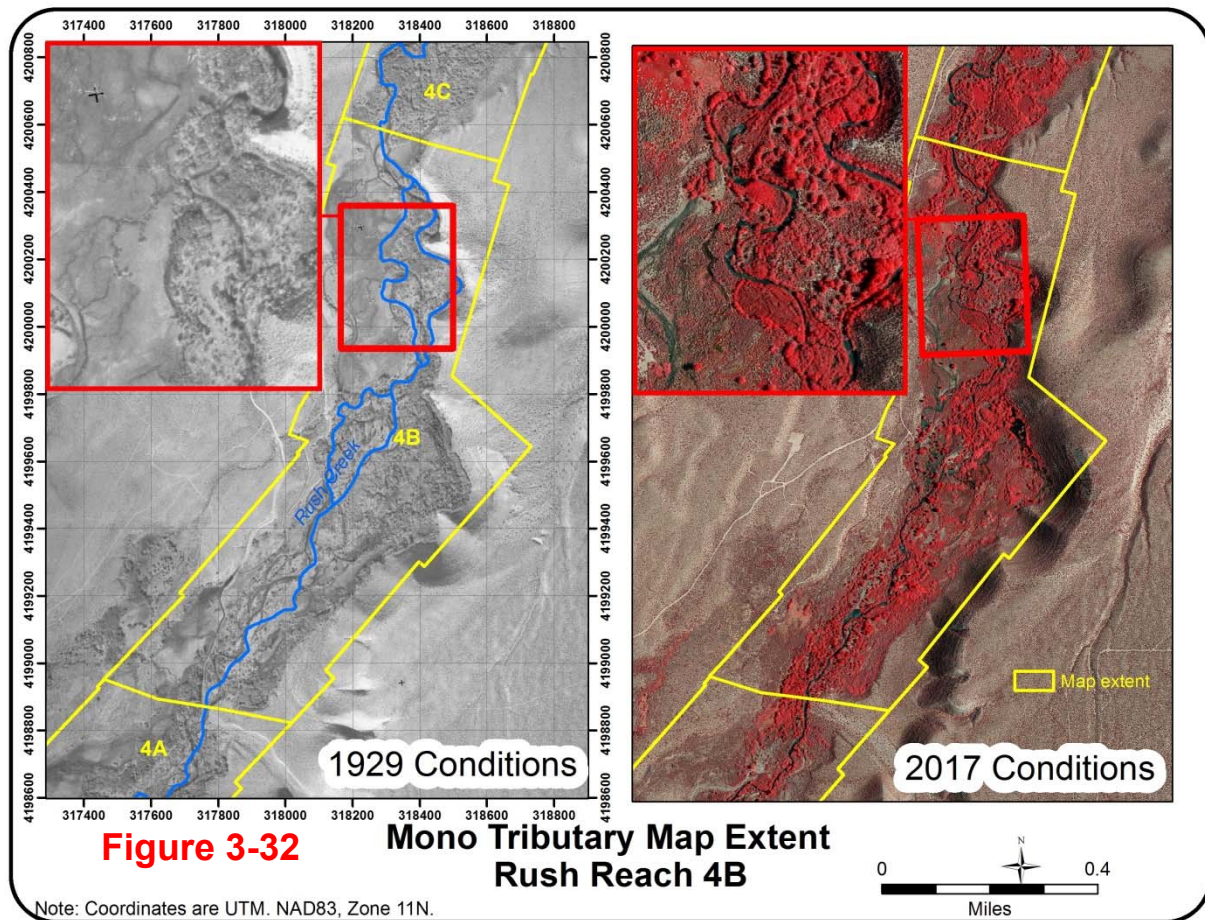 317400 317600 317800 318000 318200 318400 318600 318800
4200800
4200600
4200400
4200200
4200000
4199800
4199600
4199400
4199200
4199000
4198800
4198600
4C
4B
Rush Creek
4A
1929 Conditions
317400 317600 317800 318000 318200 318400 318600 318800
4200800
4200600
4200400
4200200
4200000
4199800
4199600
4199400
4199200
4199000
4198800
4198600
Map extent
2017 Conditions
Figure 3-32
Mono Tributary Map Extent
Rush Reach 4B
N
0 0.4
Miles
Note: Coordinates are UTM. NAD83, Zone 11N.